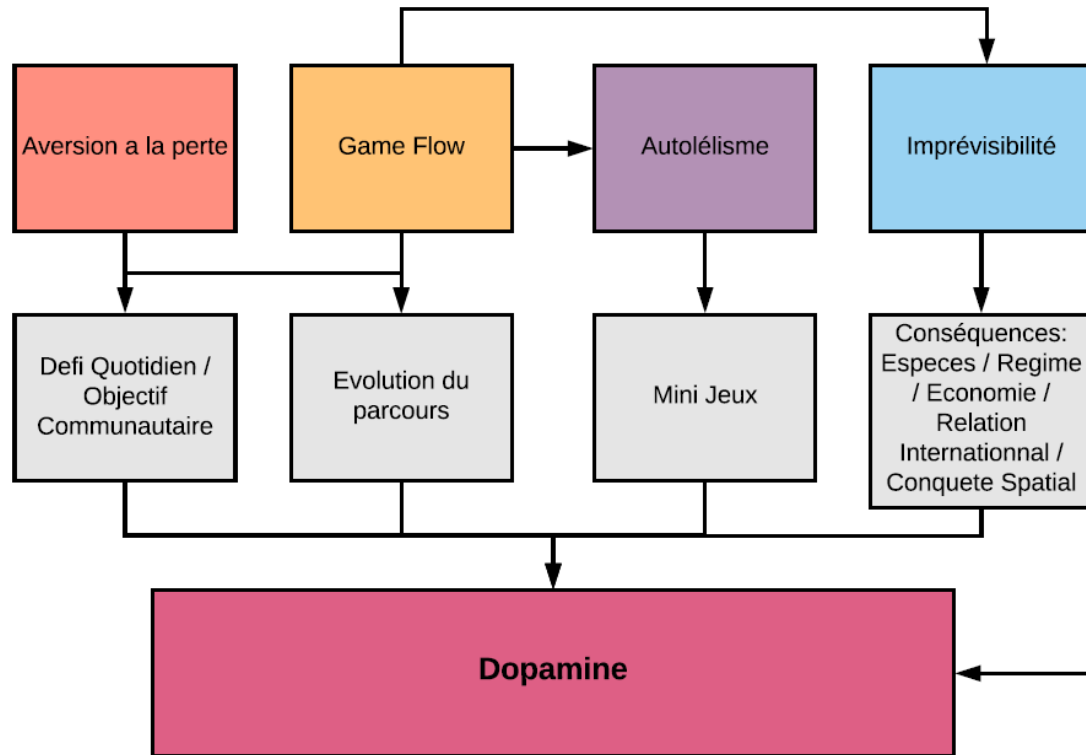 Aversion a la perte
Game Flow
Autolélisme
Imprévisibilité
Defi Quotidien /
Objectif
Communautaire
Evolution du
parcours
Mini Jeux
Conséquences:
Especes / Regime
/ Economie /
Relation
Internationnal /
Conquete Spatial
Dopamine